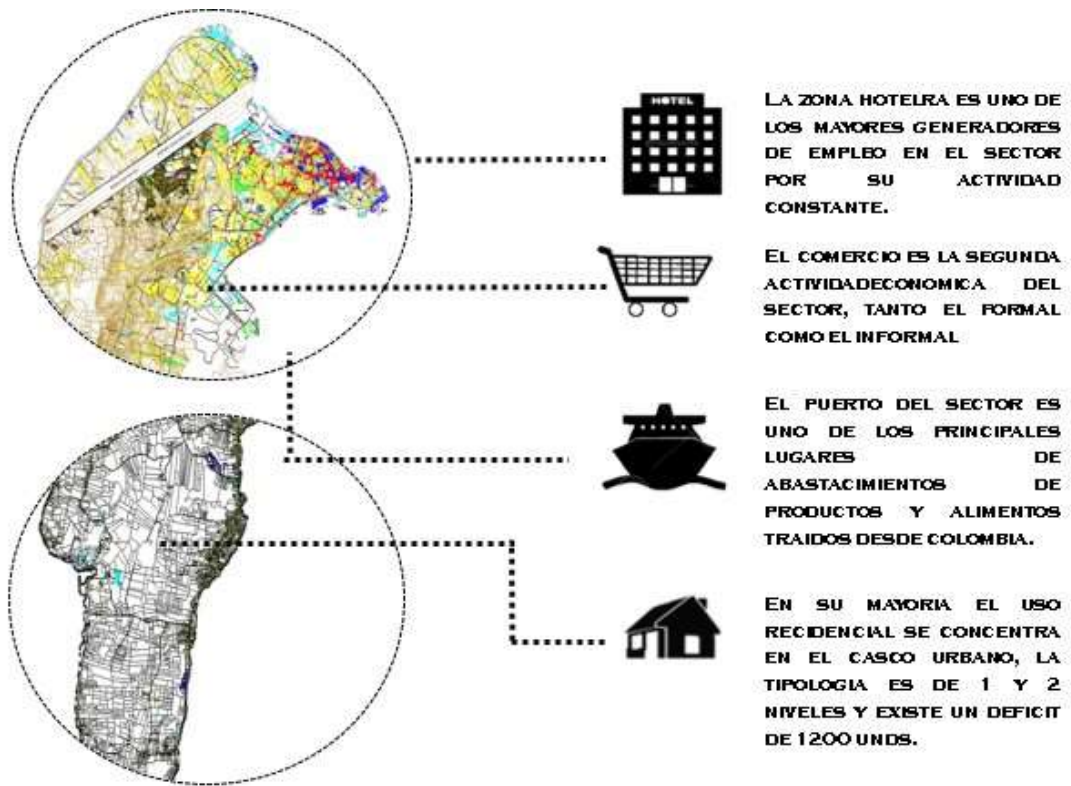 HOTEL
LA ZONA HOTELRA ES UNO DE
LOS MAYORES GENERADORES
DE EMPLEO EN EL SECTOR
POR SU ACTIVIDAD
CONSTANTE.
EL COMERCIO ES LA SEGUNDA
ACTIVIDADECONOMICA DEL
SECTOR, TANTO EL FORMAL
COMO EL INFORMAL
EL PUERTO DEL SECTOR ES
UNO DE LOS PRINCIPALES
LUGARES DE
ABASTACIMIENTOS DE
PRODUCTOS Y ALIMENTOS
TRAIDOS DESDE COLOMBIA.
EN SU MAYORIA EL USO
RECIDENCIAL SE CONCENTRA
EN EL CASCO URBANO, LA
TIPOLOGIA ES DE 1 Y 2
NIVELES Y EXISTE UN DEFICIT
DE 1200 UNDS.